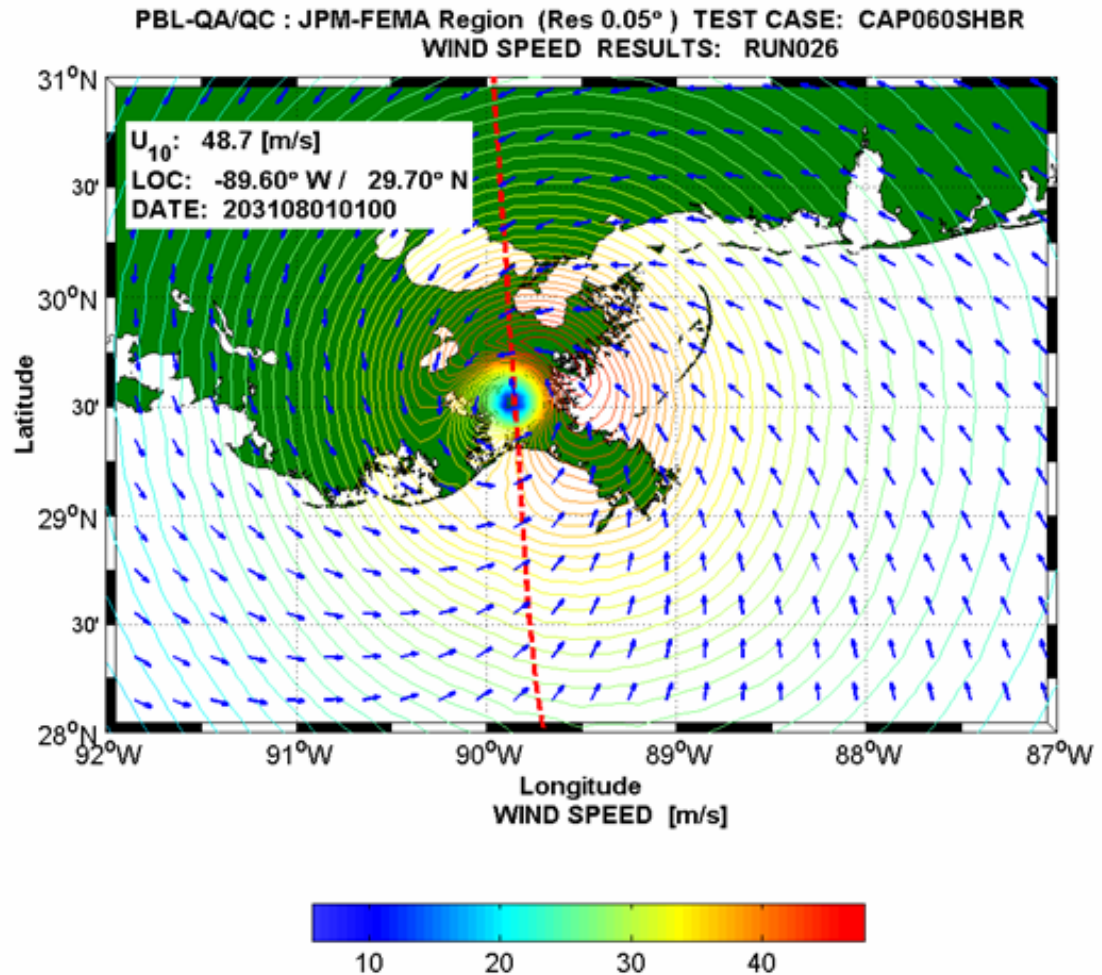 PBL-QA/QC : JPM-FEMA Region (Res 0.05° ) TEST CASE: CAP060SHBR
WIND SPEED RESULTS: RUN026
31°N
U10: 48.7 [m/s]
LOC: -89.60° W / 29.70° N
DATE: 203108010100
30'
30°N
Latitude
30'
29°N
30'
28°N
92°W 91°W 90°W 89°W 88°W 87°W
Longitude
WIND SPEED [m/s]
10 20 30 40